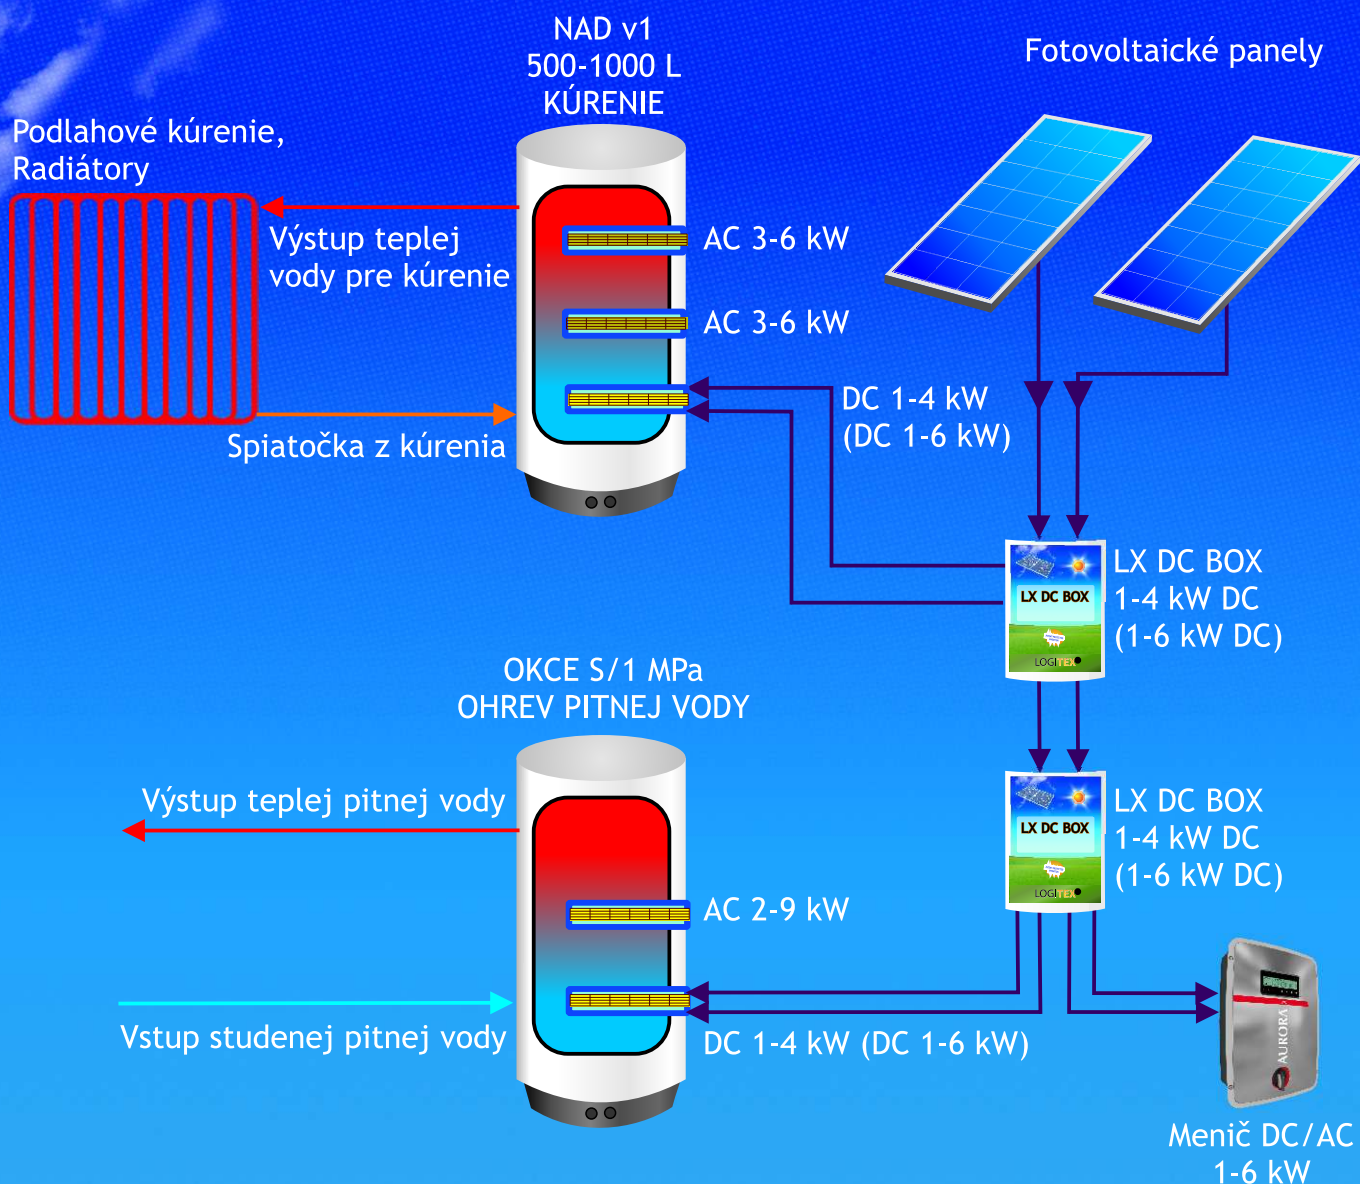 NAD v1
500-1000 L
KÚRENIE
Fotovoltaické panely
Podlahové kúrenie,
Radiátory
Výstup teplej
vody pre kúrenie
AC 3-6 kW
AC 3-6 kW
DC 1-4 kW
(DC 1-6 kW)
Spiatočka z kúrenia
LX DC BOX
LOGITEX
LX DC BOX
1-4 kW DC
(1-6 kW DC)
OKCE S/1 MPa
OHREV PITNEJ VODY
Výstup teplej pitnej vody
LX DC BOX
LOGITEX
LX DC BOX
1-4 kW DC
(1-6 kW DC)
AC 2-9 kW
Vstup studenej pitnej vody
DC 1-4 kW (DC 1-6 kW)
AURORA
Menič DC/AC
1-6 kW